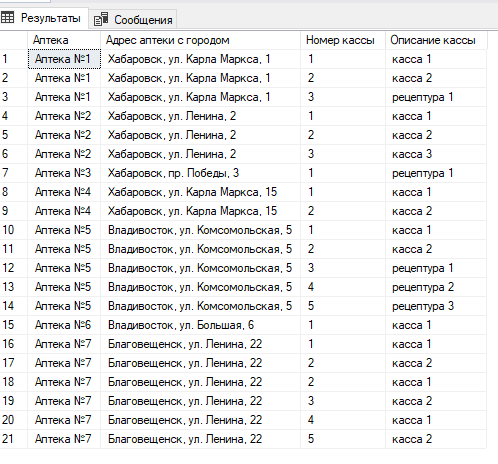 Результаты Сообщения
Аптека Адрес аптеки с городом Номер кассы Описание кассы
1 Аптека №1 Хабаровск, ул. Карла Маркса, 1 1 касса 1
2 Аптека №1 Хабаровск, ул. Карла Маркса, 1 2 касса 2
3 Аптека №1 Хабаровск, ул. Карла Маркса, 1 3 рецептура 1
4 Аптека №2 Хабаровск, ул. Ленина, 2 1 касса 1
5 Аптека №2 Хабаровск, ул. Ленина, 2 2 касса 2
6 Аптека №2 Хабаровск, ул. Ленина, 2 3 касса 3
7 Аптека №3 Хабаровск, пр. Победы, 3 1 рецептура 1
8 Аптека №4 Хабаровск, ул. Карла Маркса, 15 1 касса 1
9 Аптека №4 Хабаровск, ул. Карла Маркса, 15 2 касса 2
10 Аптека №5 Владивосток, ул. Комсомольская, 5 1 касса 1
11 Аптека №5 Владивосток, ул. Комсомольская, 5 2 касса 2
12 Аптека №5 Владивосток, ул. Комсомольская, 5 3 рецептура 1
13 Аптека №5 Владивосток, ул. Комсомольская, 5 4 рецептура 2
14 Аптека №5 Владивосток, ул. Комсомольская, 5 5 рецептура 3
15 Аптека №6 Владивосток, ул. Большая, 6 1 касса 1
16 Аптека №7 Благовещенск, ул. Ленина, 22 1 касса 1
17 Аптека №7 Благовещенск, ул. Ленина, 22 2 касса 2
18 Аптека №7 Благовещенск, ул. Ленина, 22 2 касса 1
19 Аптека №7 Благовещенск, ул. Ленина, 22 3 касса 2
20 Аптека №7 Благовещенск, ул. Ленина, 22 4 касса 1
21 Аптека №7 Благовещенск, ул. Ленина, 22 5 касса 2